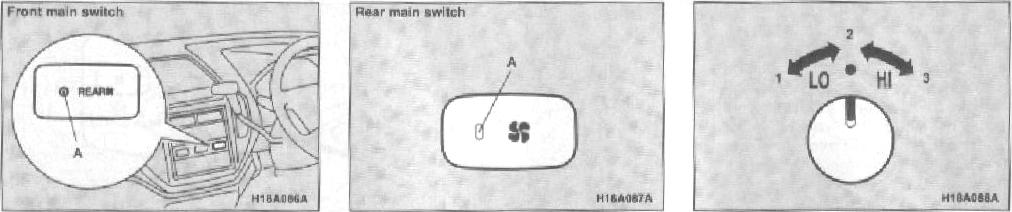 Front main switch
REAR
A
H18A086A
Rear main switch
A
H18A087A
2
1 LO HI 3
H18A088A